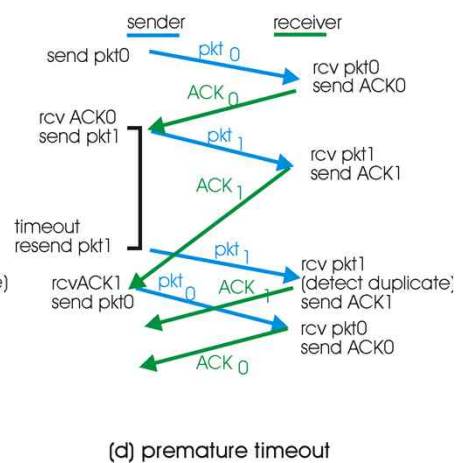 sender
receiver
send pkt0
pkt 0
rcv pkt0
send ACK0
ACK 0
rcv ACK0
send pkt1
pkt 1
rcv pkt1
send ACK1
ACK 1
timeout
resend pkt1
pkt 1
rcv pkt1
(detect duplicate)
send ACK1
e)
rcvACK1
send pkt0
pkt 0
ACK 1
rcv pkt0
send ACK0
ACK 0
(d) premature timeout